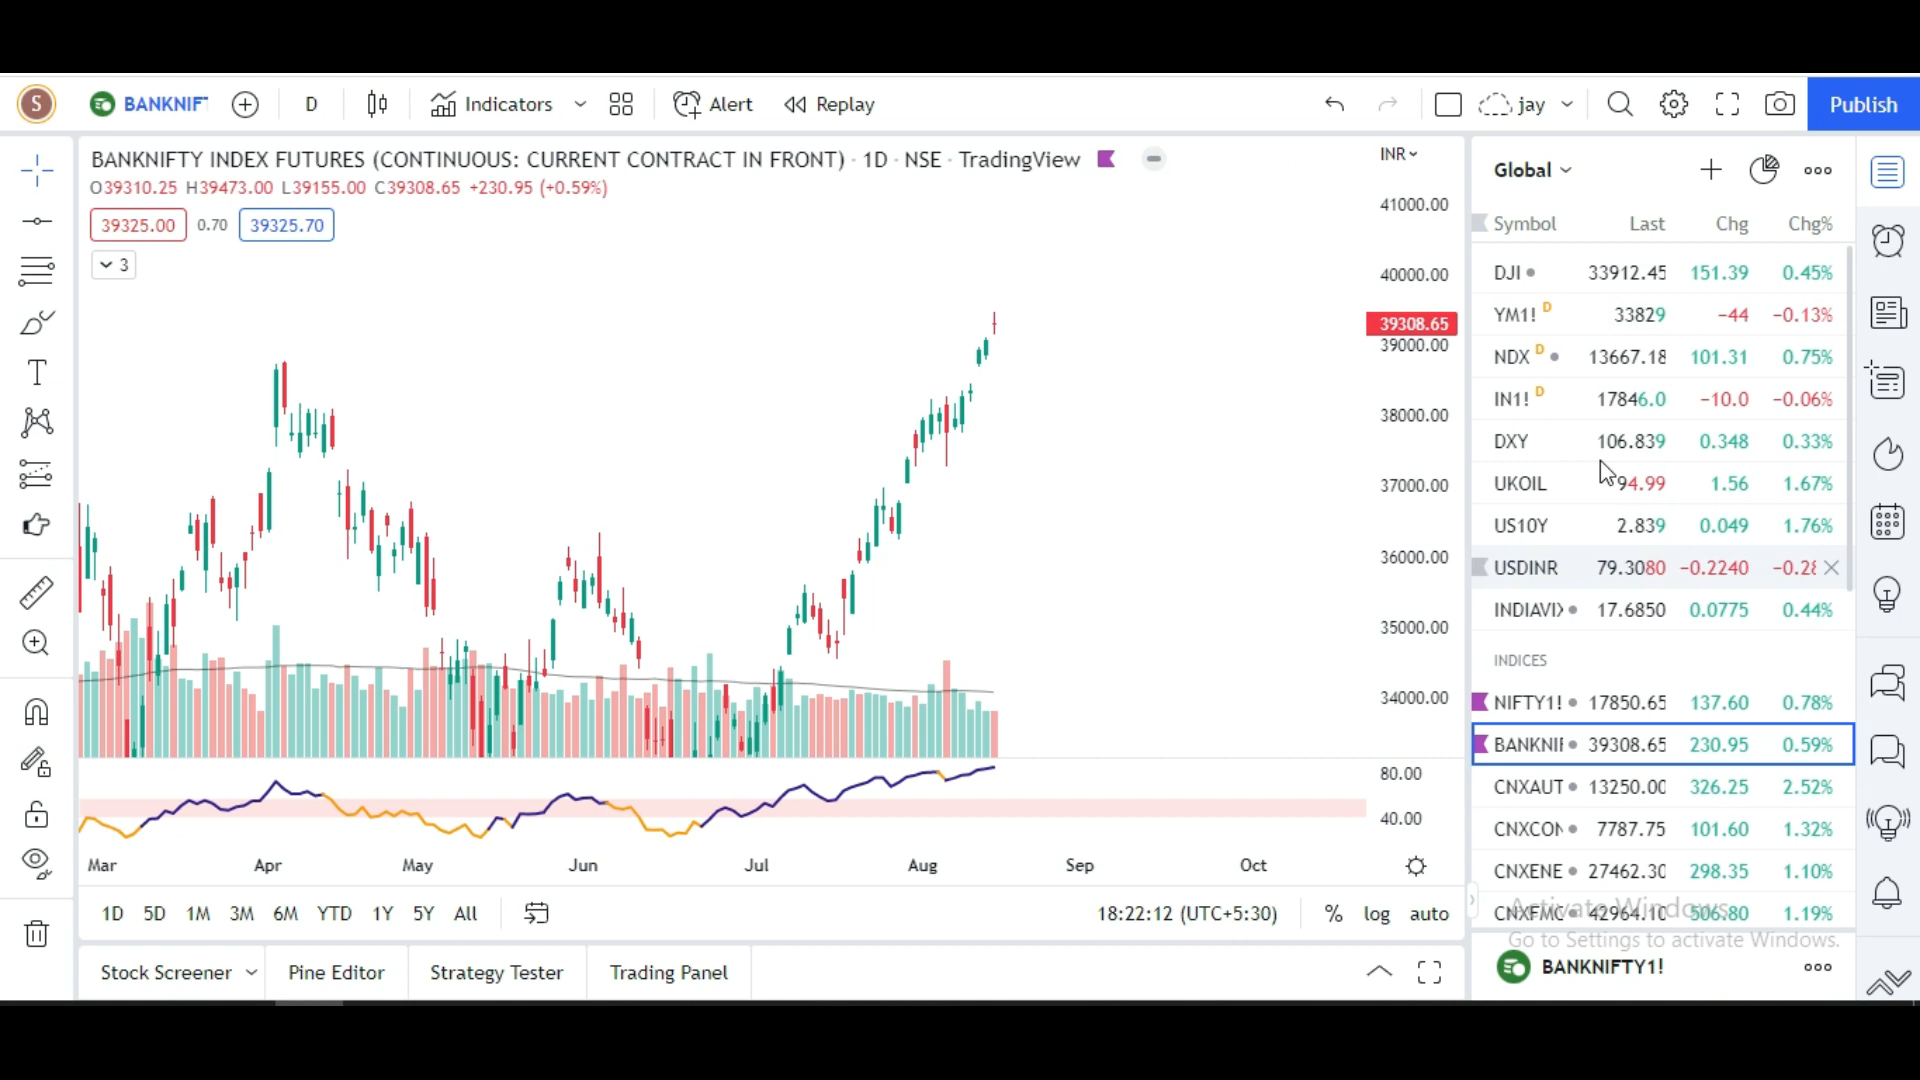 S BANKNIF D Indicators Alert Replay jay Publish
BANKNIFTY INDEX FUTURES (CONTINUOUS: CURRENT CONTRACT IN FRONT) · 1D · NSE · TradingView
O39310.25 H39473.00 L39155.00 C39308.65 +230.95 (+0.59%)
39325.00 0.70 39325.70
3
INR
41000.00
40000.00
39308.65
39000.00
38000.00
37000.00
36000.00
35000.00
34000.00
80.00
40.00
Mar Apr May Jun Jul Aug Sep Oct
1D 5D 1M 3M 6M YTD 1Y 5Y All 18:22:12 (UTC+5:30) % log auto
Stock Screener Pine Editor Strategy Tester Trading Panel
Global
Symbol Last Chg Chg%
DJI 33912.45 151.39 0.45%
YM1! D 33829 −44 −0.13%
NDX D 13667.18 101.31 0.75%
IN1! D 17846.0 −10.0 −0.06%
DXY 106.839 0.348 0.33%
UKOIL 94.99 1.56 1.67%
US10Y 2.839 0.049 1.76%
USDINR 79.3080 −0.2240 −0.28
INDIAVIX 17.6850 0.0775 0.44%
INDICES
NIFTY1! 17850.65 137.60 0.78%
BANKNIF 39308.65 230.95 0.59%
CNXAUT 13250.00 326.25 2.52%
CNXCON 7787.75 101.60 1.32%
CNXENE 27462.30 298.35 1.10%
CNXFMC 42964.10 506.80 1.19%
Activate Windows
Go to Settings to activate Windows.
BANKNIFTY1!